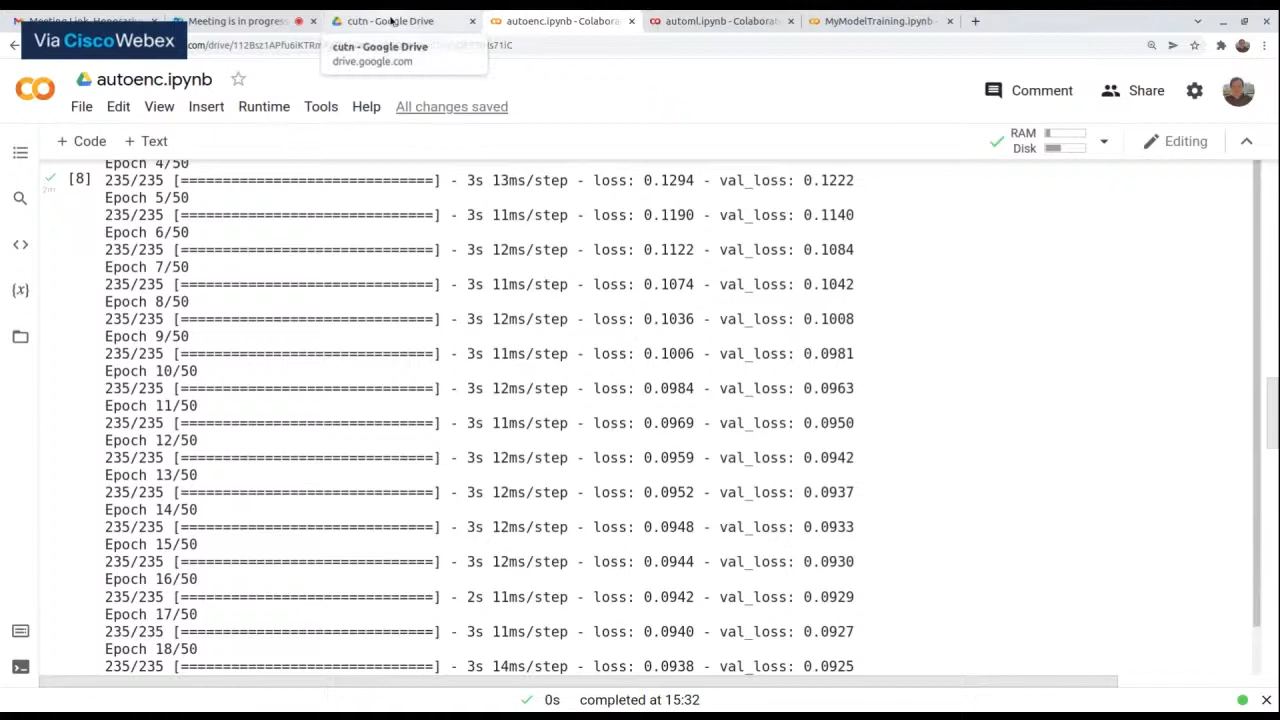 Meeting Link, Honorarium
Meeting is in progress
cutn - Google Drive
autoenc.ipynb - Colabora
automl.ipynb - Colaborat
MyModelTraining.ipynb -
Via CiscoWebex
cutn - Google Drive
drive.google.com
autoenc.ipynb
File Edit View Insert Runtime Tools Help All changes saved
Comment
Share
+ Code + Text
RAM
Disk
Editing
Epoch 4/50
[8]
2m
235/235 [==============================] - 3s 13ms/step - loss: 0.1294 - val_loss: 0.1222
Epoch 5/50
235/235 [==============================] - 3s 11ms/step - loss: 0.1190 - val_loss: 0.1140
Epoch 6/50
235/235 [==============================] - 3s 12ms/step - loss: 0.1122 - val_loss: 0.1084
Epoch 7/50
235/235 [==============================] - 3s 11ms/step - loss: 0.1074 - val_loss: 0.1042
Epoch 8/50
235/235 [==============================] - 3s 12ms/step - loss: 0.1036 - val_loss: 0.1008
Epoch 9/50
235/235 [==============================] - 3s 11ms/step - loss: 0.1006 - val_loss: 0.0981
Epoch 10/50
235/235 [==============================] - 3s 12ms/step - loss: 0.0984 - val_loss: 0.0963
Epoch 11/50
235/235 [==============================] - 3s 11ms/step - loss: 0.0969 - val_loss: 0.0950
Epoch 12/50
235/235 [==============================] - 3s 12ms/step - loss: 0.0959 - val_loss: 0.0942
Epoch 13/50
235/235 [==============================] - 3s 12ms/step - loss: 0.0952 - val_loss: 0.0937
Epoch 14/50
235/235 [==============================] - 3s 12ms/step - loss: 0.0948 - val_loss: 0.0933
Epoch 15/50
235/235 [==============================] - 3s 12ms/step - loss: 0.0944 - val_loss: 0.0930
Epoch 16/50
235/235 [==============================] - 2s 11ms/step - loss: 0.0942 - val_loss: 0.0929
Epoch 17/50
235/235 [==============================] - 3s 11ms/step - loss: 0.0940 - val_loss: 0.0927
Epoch 18/50
235/235 [==============================] - 3s 14ms/step - loss: 0.0938 - val_loss: 0.0925
0s completed at 15:32